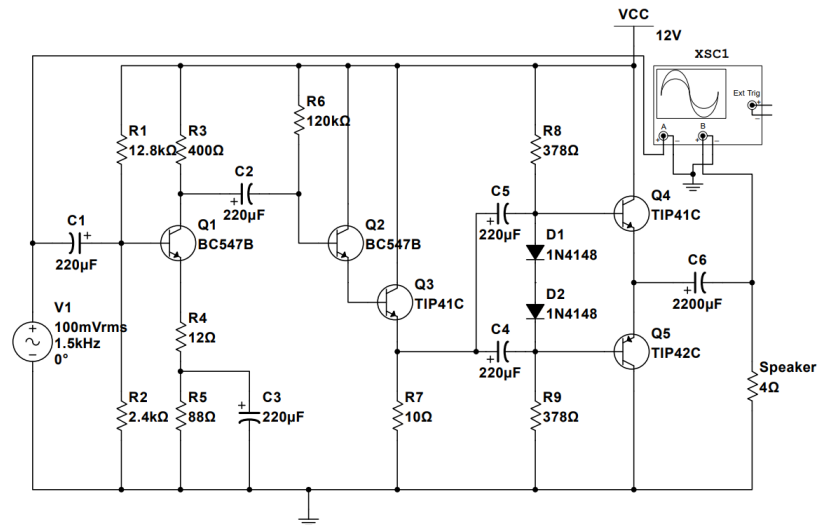 VCC
12V
XSC1
Ext Trig
+
–
A
B
+
–
+
–
R1
12.8kΩ
R3
400Ω
R6
120kΩ
R8
378Ω
C2
+
220µF
C5
+
220µF
Q4
TIP41C
C1
+
220µF
Q1
BC547B
Q2
BC547B
D1
1N4148
C6
+
2200µF
Q3
TIP41C
D2
1N4148
V1
+
100mVrms
1.5kHz
0°
–
R4
12Ω
C4
+
220µF
Q5
TIP42C
Speaker
4Ω
R2
2.4kΩ
R5
88Ω
C3
+
220µF
R7
10Ω
R9
378Ω